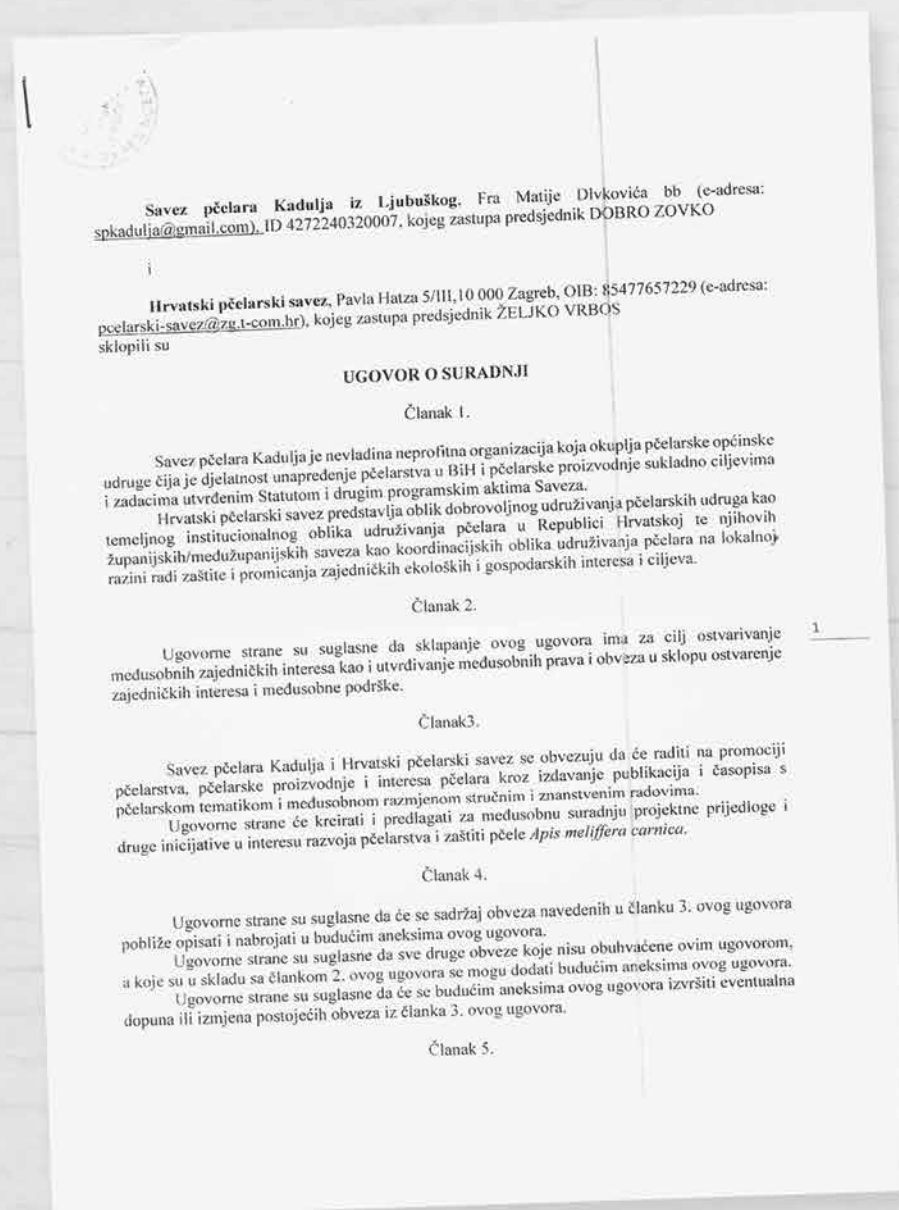 Savez pčelara Kadulja iz Ljubuškog. Fra Matije Divkovića bb (e-adresa:
spkadulja@gmail.com), ID 4272240320007, kojeg zastupa predsjednik DOBRO ZOVKO
i
Hrvatski pčelarski savez, Pavla Hatza 5/III,10 000 Zagreb, OIB: 85477657229 (e-adresa:
pcelarski-savez@zg.t-com.hr), kojeg zastupa predsjednik ŽELJKO VRBOS
sklopili su
UGOVOR O SURADNJI
Članak 1.
Savez pčelara Kadulja je nevladina neprofitna organizacija koja okuplja pčelarske općinske
udruge čija je djelatnost unapređenje pčelarstva u BiH i pčelarske proizvodnje sukladno ciljevima
i zadacima utvrđenim Statutom i drugim programskim aktima Saveza.
Hrvatski pčelarski savez predstavlja oblik dobrovoljnog udruživanja pčelarskih udruga kao
temeljnog institucionalnog oblika udruživanja pčelara u Republici Hrvatskoj te njihovih
županijskih/međužupanijskih saveza kao koordinacijskih oblika udruživanja pčelara na lokalnoj
razini radi zaštite i promicanja zajedničkih ekoloških i gospodarskih interesa i ciljeva.
Članak 2.
Ugovorne strane su suglasne da sklapanje ovog ugovora ima za cilj ostvarivanje
međusobnih zajedničkih interesa kao i utvrđivanje međusobnih prava i obveza u sklopu ostvarenje
zajedničkih interesa i međusobne podrške.
1
Članak3.
Savez pčelara Kadulja i Hrvatski pčelarski savez se obvezuju da će raditi na promociji
pčelarstva, pčelarske proizvodnje i interesa pčelara kroz izdavanje publikacija i časopisa s
pčelarskom tematikom i međusobnom razmjenom stručnim i znanstvenim radovima.
Ugovorne strane će kreirati i predlagati za međusobnu suradnju projektne prijedloge i
druge inicijative u interesu razvoja pčelarstva i zaštiti pčele Apis meliffera carnica.
Članak 4.
Ugovorne strane su suglasne da će se sadržaj obveza navedenih u članku 3. ovog ugovora
pobliže opisati i nabrojati u budućim aneksima ovog ugovora.
Ugovorne strane su suglasne da sve druge obveze koje nisu obuhvaćene ovim ugovorom,
a koje su u skladu sa člankom 2. ovog ugovora se mogu dodati budućim aneksima ovog ugovora.
Ugovorne strane su suglasne da će se budućim aneksima ovog ugovora izvršiti eventualna
dopuna ili izmjena postojećih obveza iz članka 3. ovog ugovora.
Članak 5.